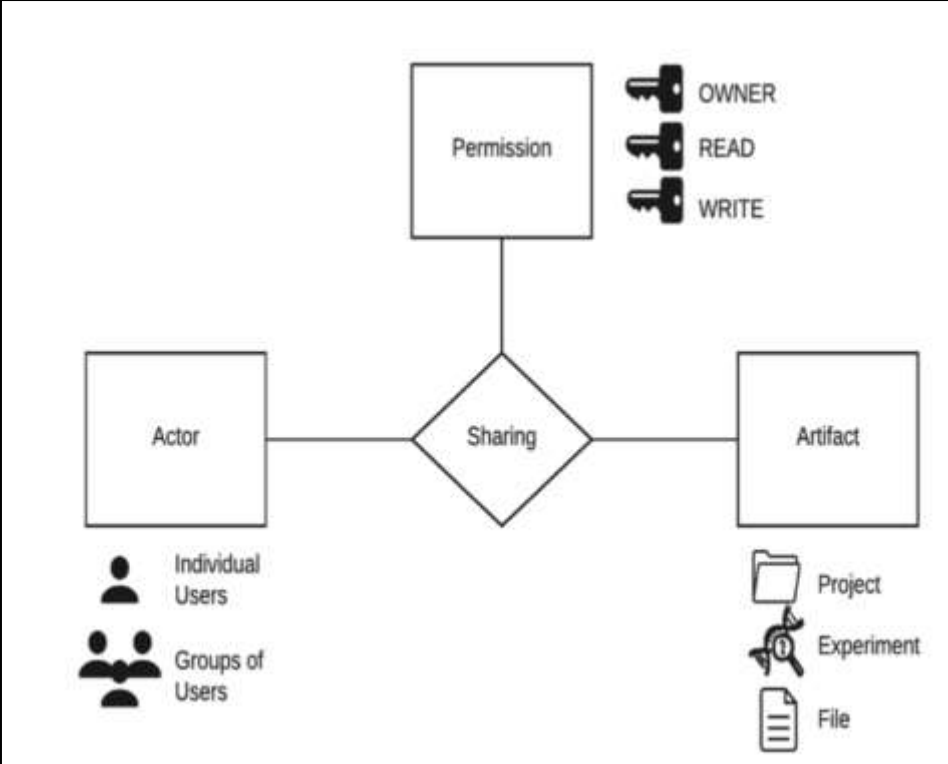 Permission
OWNER
READ
WRITE
Actor
Sharing
Artifact
Individual
Users
Groups of
Users
Project
Experiment
File